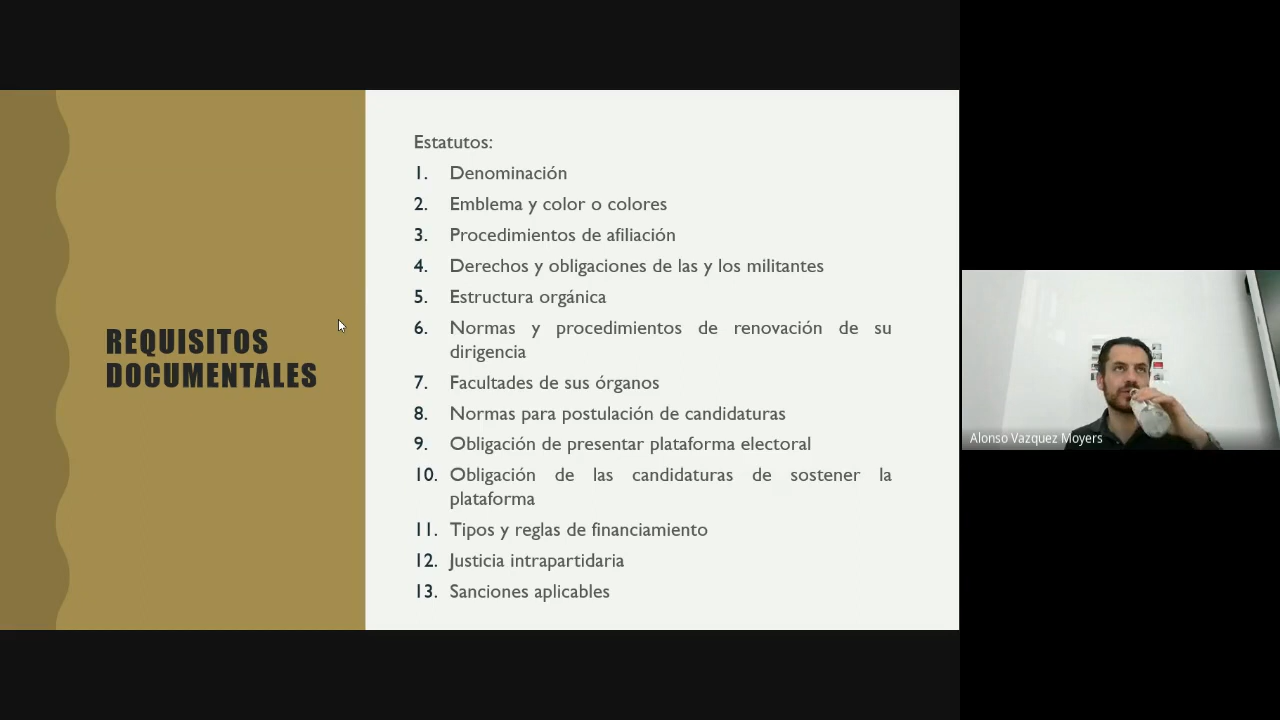 REQUISITOS
DOCUMENTALES
Estatutos:
1. Denominación
2. Emblema y color o colores
3. Procedimientos de afiliación
4. Derechos y obligaciones de las y los militantes
5. Estructura orgánica
6. Normas y procedimientos de renovación de su
dirigencia
7. Facultades de sus órganos
8. Normas para postulación de candidaturas
9. Obligación de presentar plataforma electoral
10. Obligación de las candidaturas de sostener la
plataforma
11. Tipos y reglas de financiamiento
12. Justicia intrapartidaria
13. Sanciones aplicables
Alonso Vazquez Moyers